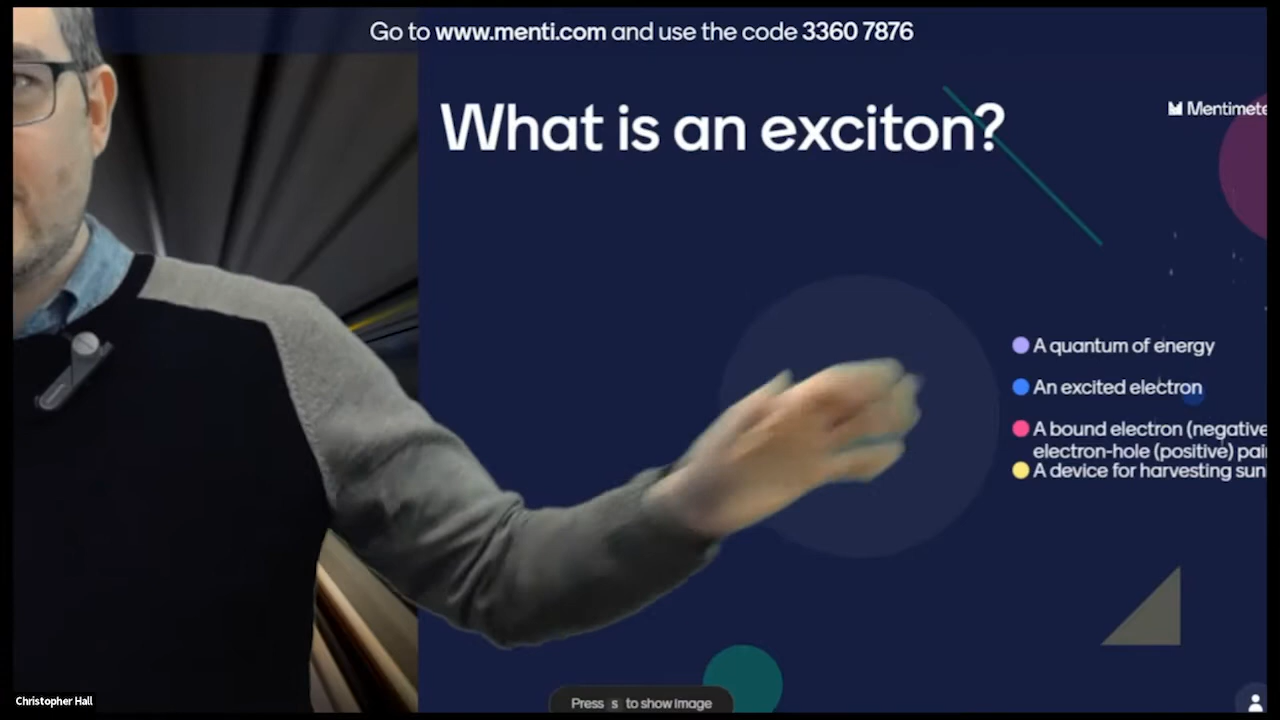 Go to www.menti.com and use the code 3360 7876
Mentimete
What is an exciton?
A quantum of energy
An excited electron
A bound electron (negative
electron-hole (positive) pai
A device for harvesting sun
Press s to show image
Christopher Hall